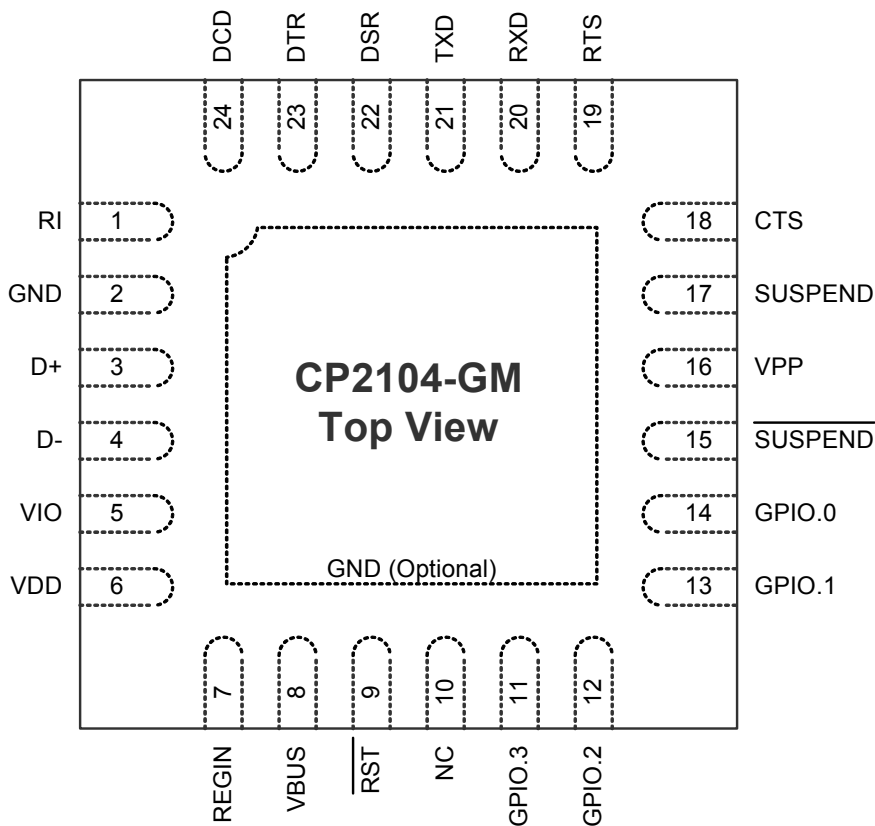 DCD
DTR
DSR
TXD
RXD
RTS
24
23
22
21
20
19
RI 1
GND 2
D+ 3
D- 4
VIO 5
VDD 6
CP2104-GM
Top View
GND (Optional)
18 CTS
17 SUSPEND
16 VPP
15 SUSPEND
14 GPIO.0
13 GPIO.1
7
8
9
10
11
12
REGIN
VBUS
RST
NC
GPIO.3
GPIO.2